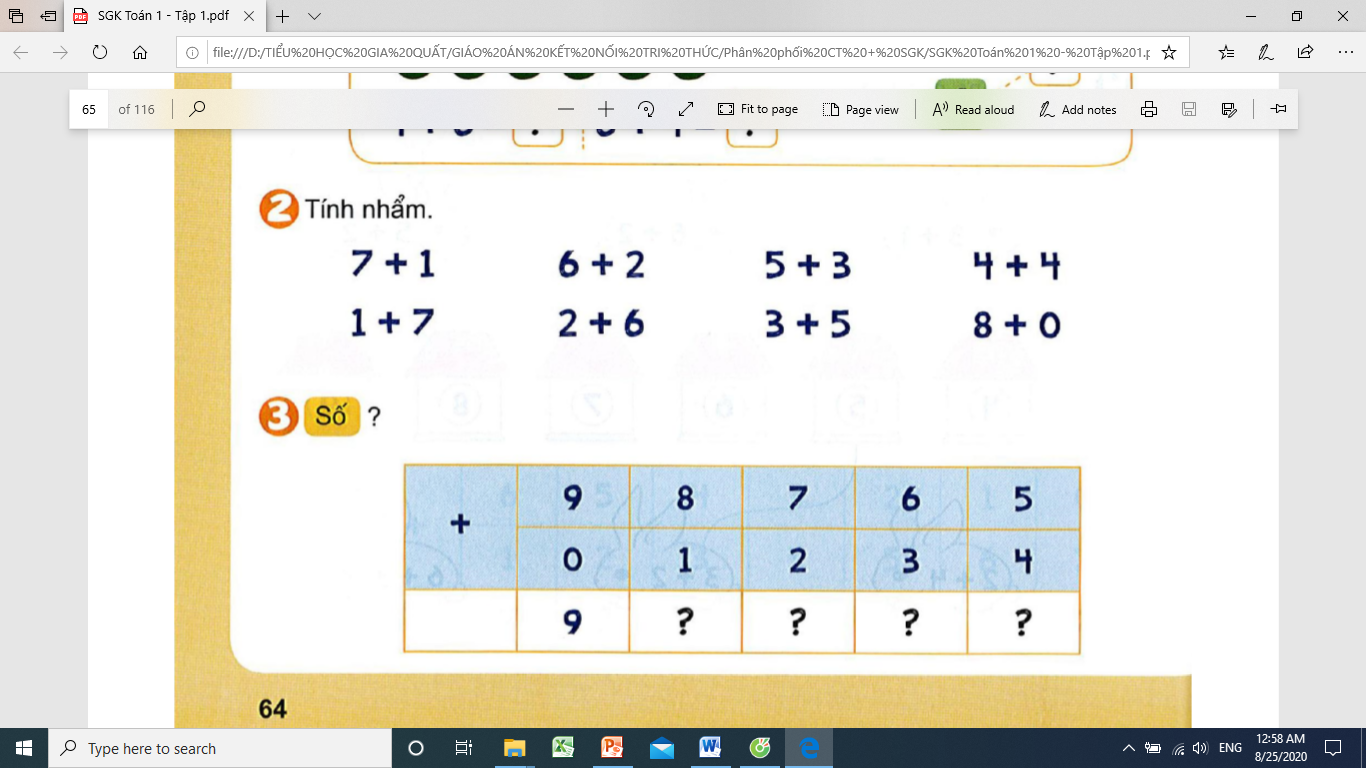 SGK Toán 1 - Tập 1.pdf
file:///D:/TIỂU%20HỌC%20GIA%20QUẤT/GIÁO%20ÁN%20KẾT%20NỐI%20TRI%20THỨC/Phân%20phối%20CT%20+%20SGK/SGK%20Toán%201%20-%20Tập%201.p
65 of 116 Fit to page Page view Read aloud Add notes
2 Tính nhẩm.
7 + 1 6 + 2 5 + 3 4 + 4
1 + 7 2 + 6 3 + 5 8 + 0
3 Số ?
+ 9 8 7 6 5
0 1 2 3 4
9 ? ? ? ?
64
Type here to search
ENG
12:58 AM
8/25/2020